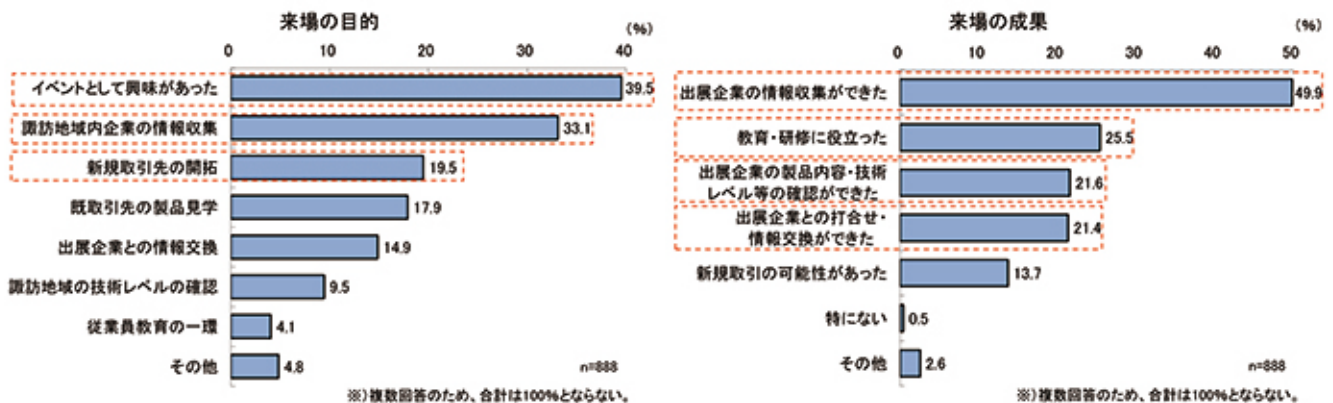 来場の目的
(%)
0 10 20 30 40
イベントとして興味があった 39.5
諏訪地域内企業の情報収集 33.1
新規取引先の開拓 19.5
既取引先の製品見学 17.9
出展企業との情報交換 14.9
諏訪地域の技術レベルの確認 9.5
従業員教育の一環 4.1
その他 4.8
n=888
※)複数回答のため、合計は100%とならない。
来場の成果
(%)
0 10 20 30 40 50
出展企業の情報収集ができた 49.9
教育・研修に役立った 25.5
出展企業の製品内容・技術
レベル等の確認ができた 21.6
出展企業との打合せ・
情報交換ができた 21.4
新規取引の可能性があった 13.7
特にない 0.5
その他 2.6
n=888
※)複数回答のため、合計は100%とならない。